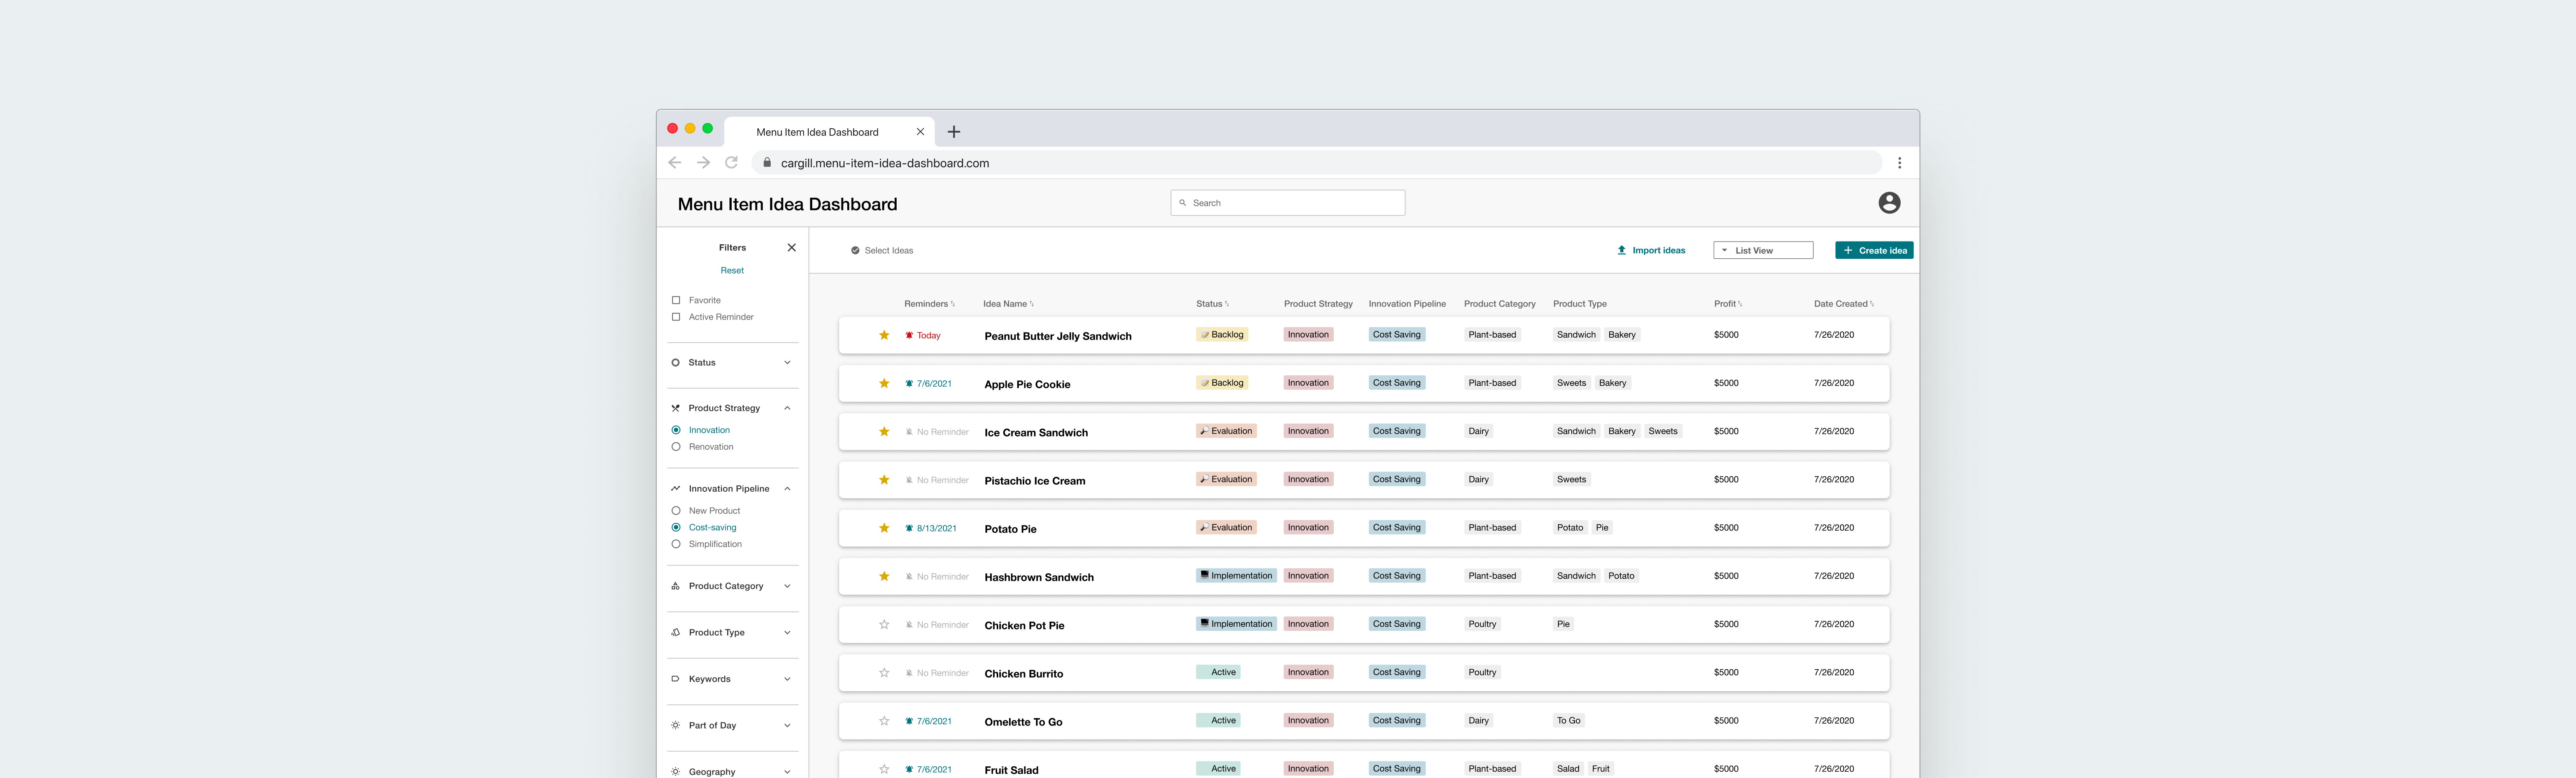 Menu Item Idea Dashboard
cargill.menu-item-idea-dashboard.com
Menu Item Idea Dashboard
Search
Filters
Reset
Favorite
Active Reminder
Status
Product Strategy
Innovation
Renovation
Innovation Pipeline
New Product
Cost-saving
Simplification
Product Category
Product Type
Keywords
Part of Day
Geography
Select Ideas Import ideas List View Create idea
Reminders Idea Name Status Product Strategy Innovation Pipeline Product Category Product Type Profit Date Created
Today Peanut Butter Jelly Sandwich Backlog Innovation Cost Saving Plant-based Sandwich Bakery $5000 7/26/2020
7/6/2021 Apple Pie Cookie Backlog Innovation Cost Saving Plant-based Sweets Bakery $5000 7/26/2020
No Reminder Ice Cream Sandwich Evaluation Innovation Cost Saving Dairy Sandwich Bakery Sweets $5000 7/26/2020
No Reminder Pistachio Ice Cream Evaluation Innovation Cost Saving Dairy Sweets $5000 7/26/2020
8/13/2021 Potato Pie Evaluation Innovation Cost Saving Plant-based Potato Pie $5000 7/26/2020
No Reminder Hashbrown Sandwich Implementation Innovation Cost Saving Plant-based Sandwich Potato $5000 7/26/2020
No Reminder Chicken Pot Pie Implementation Innovation Cost Saving Poultry Pie $5000 7/26/2020
No Reminder Chicken Burrito Active Innovation Cost Saving Poultry $5000 7/26/2020
7/6/2021 Omelette To Go Active Innovation Cost Saving Dairy To Go $5000 7/26/2020
7/6/2021 Fruit Salad Active Innovation Cost Saving Plant-based Salad Fruit $5000 7/26/2020